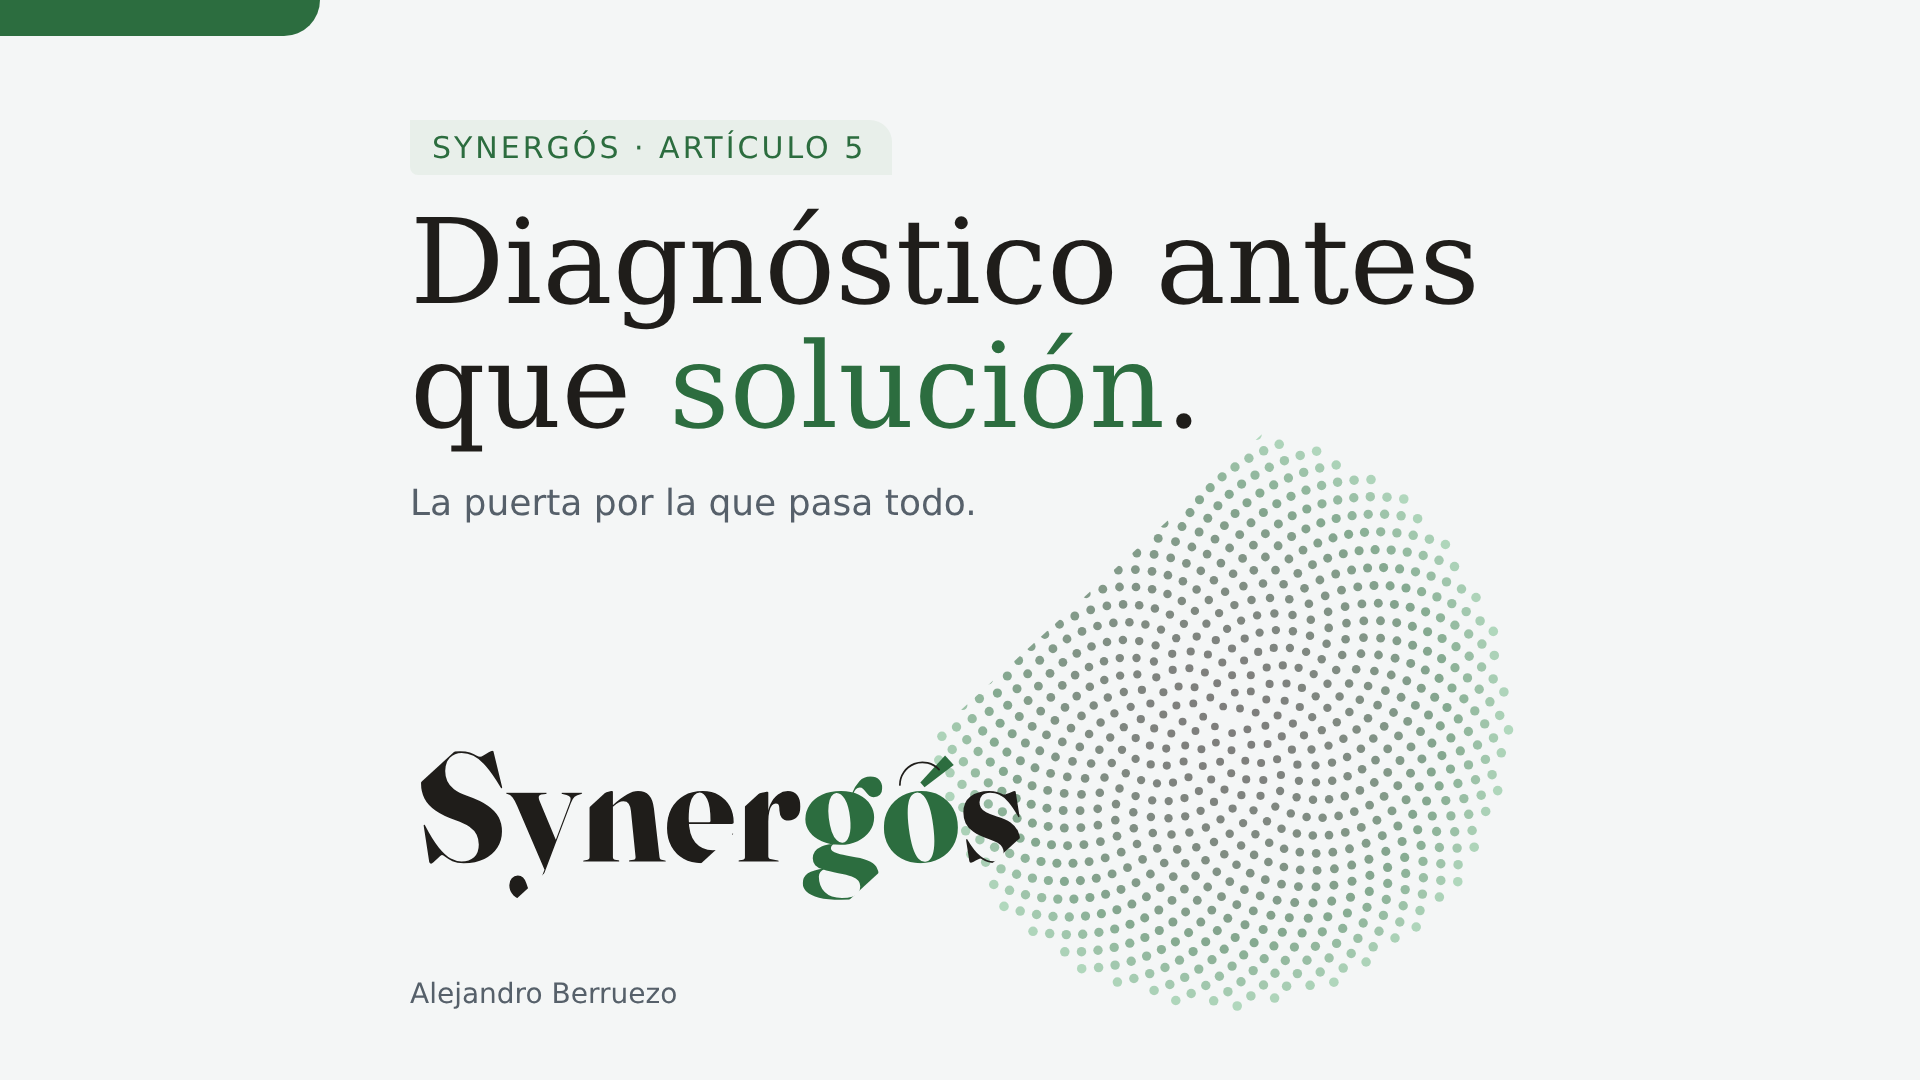 SYNERGÓS · ARTÍCULO 5
Diagnóstico antes
que solución.
La puerta por la que pasa todo.
Synergós
Alejandro Berruezo